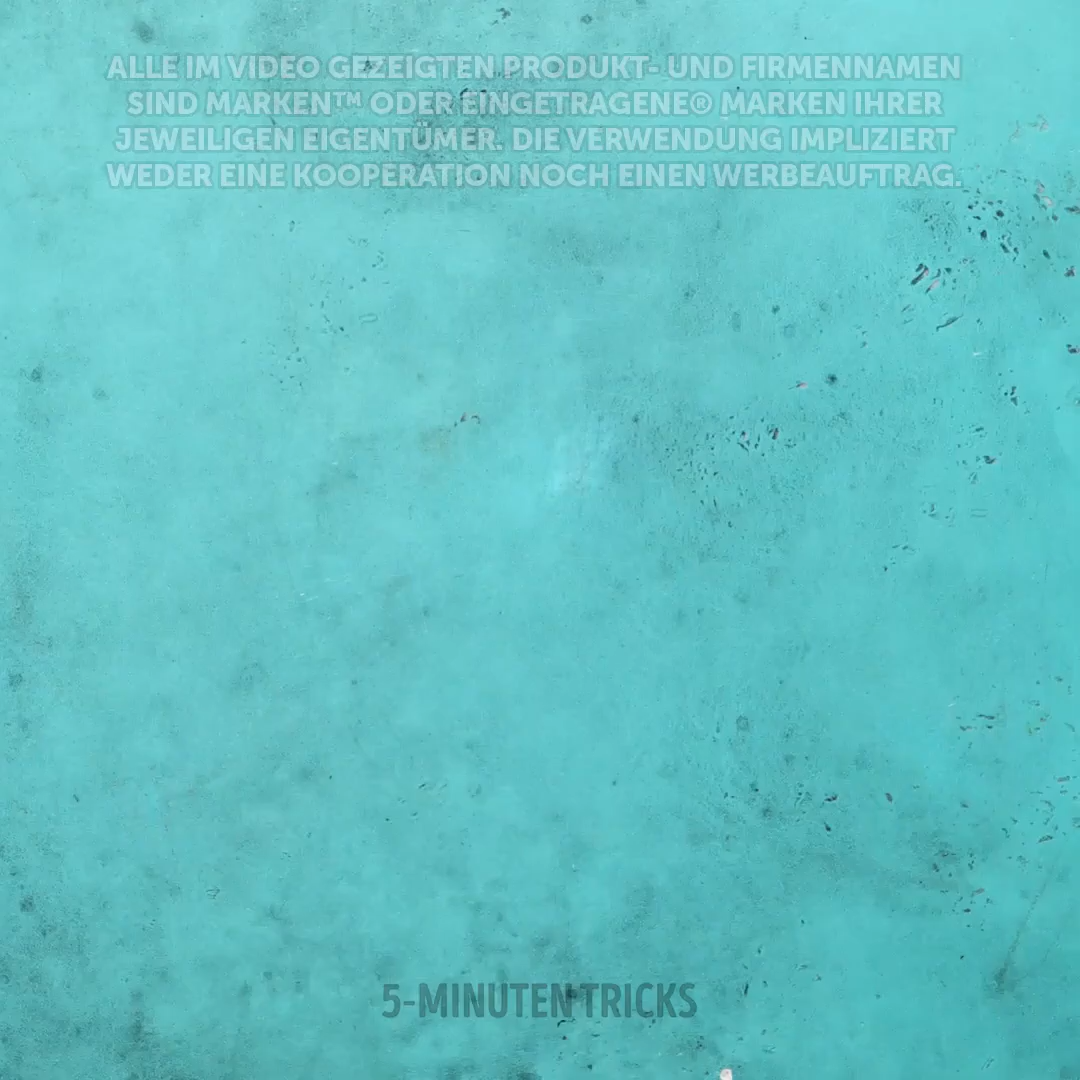 ALLE IM VIDEO GEZEIGTEN PRODUKT- UND FIRMENNAMEN
SIND MARKEN™ ODER EINGETRAGENE® MARKEN IHRER
JEWEILIGEN EIGENTÜMER. DIE VERWENDUNG IMPLIZIERT
WEDER EINE KOOPERATION NOCH EINEN WERBEAUFTRAG.
5-MINUTEN-TRICKS